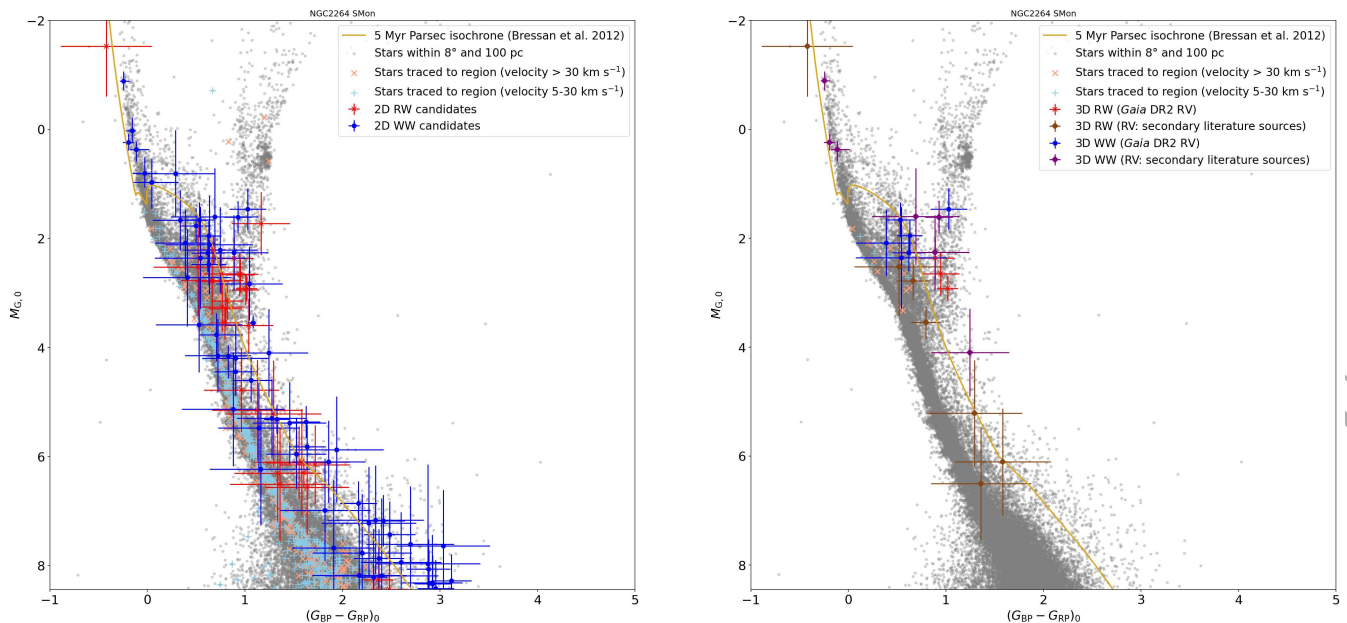 NGC2264 SMon
5 Myr Parsec isochrone (Bressan et al. 2012)
Stars within 8° and 100 pc
Stars traced to region (velocity > 30 km s⁻¹)
Stars traced to region (velocity 5-30 km s⁻¹)
2D RW candidates
2D WW candidates
−2
0
2
4
6
8
M_G, 0
−1
0
1
2
3
4
5
(G_BP − G_RP)_0
NGC2264 SMon
5 Myr Parsec isochrone (Bressan et al. 2012)
Stars within 8° and 100 pc
Stars traced to region (velocity > 30 km s⁻¹)
Stars traced to region (velocity 5-30 km s⁻¹)
3D RW (Gaia DR2 RV)
3D RW (RV: secondary literature sources)
3D WW (Gaia DR2 RV)
3D WW (RV: secondary literature sources)
−2
0
2
4
6
8
M_G, 0
−1
0
1
2
3
4
5
(G_BP − G_RP)_0